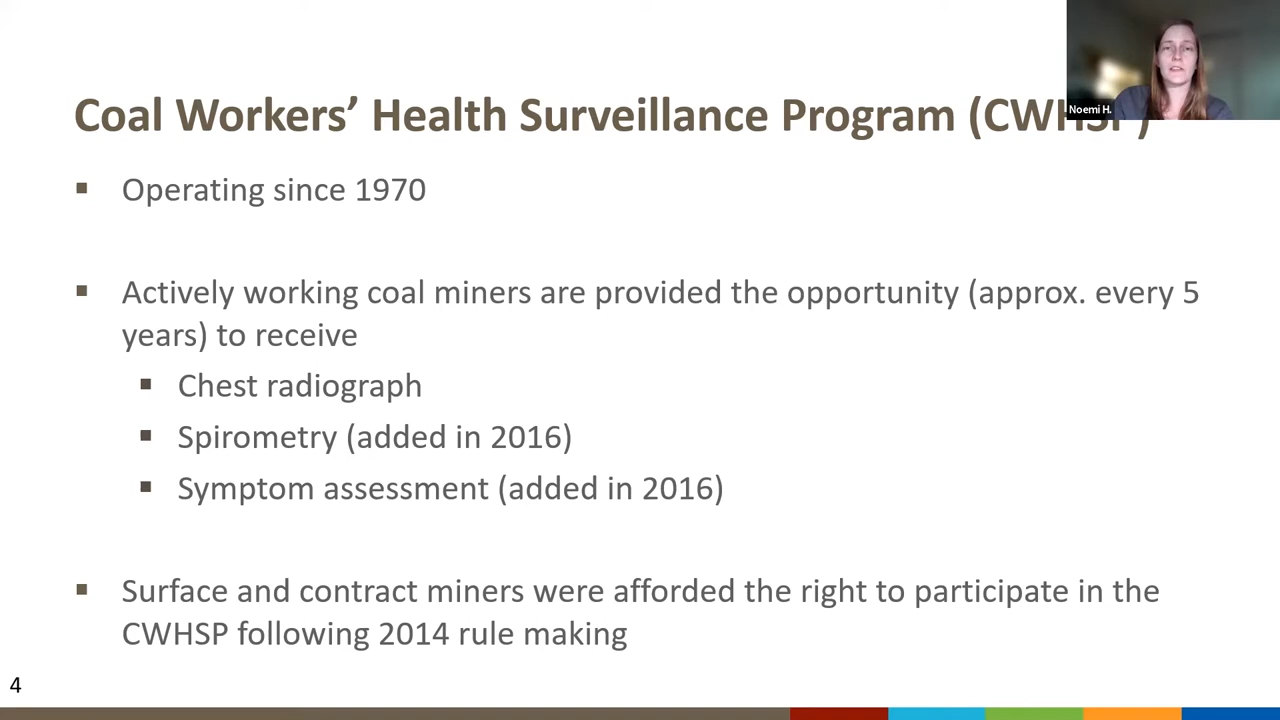 Coal Workers' Health Surveillance Program (CWHSP)
Noemi H.
▪ Operating since 1970
▪ Actively working coal miners are provided the opportunity (approx. every 5
years) to receive
▪ Chest radiograph
▪ Spirometry (added in 2016)
▪ Symptom assessment (added in 2016)
▪ Surface and contract miners were afforded the right to participate in the
CWHSP following 2014 rule making
4